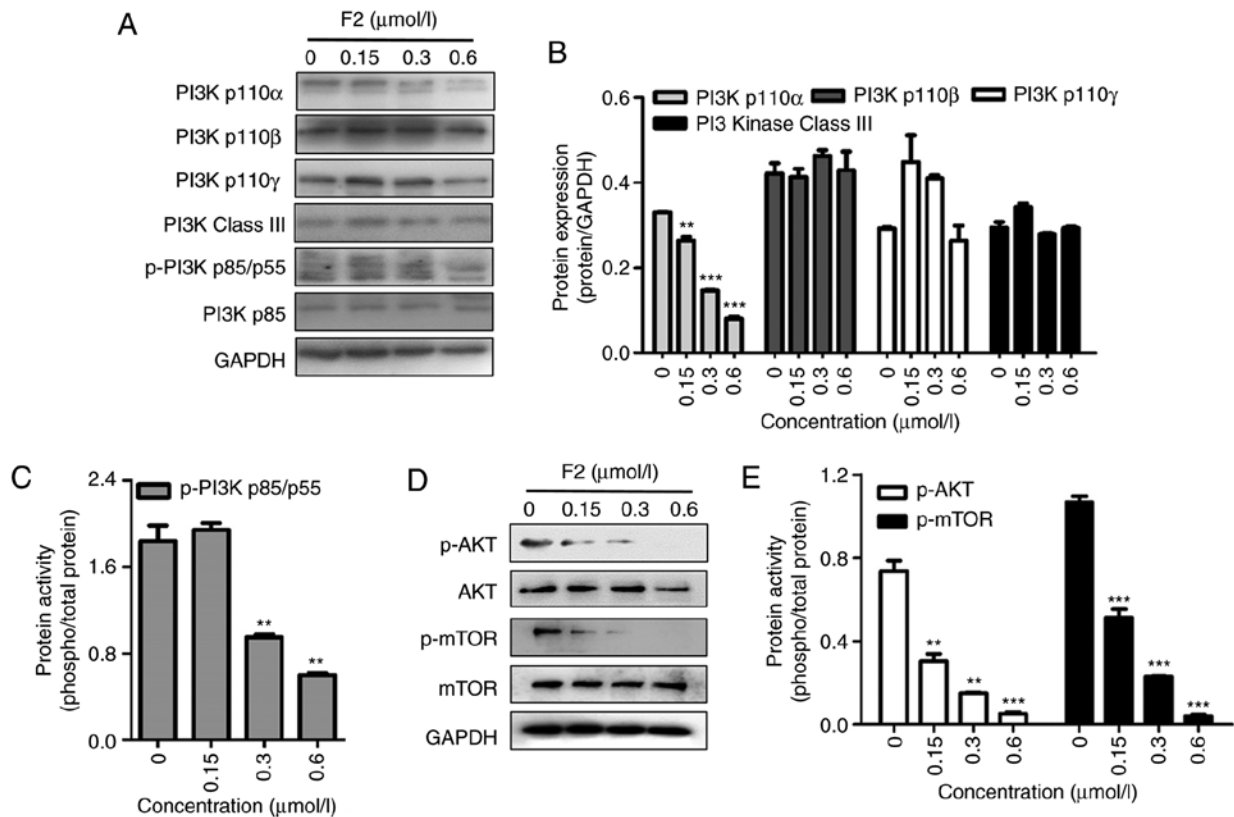 A
F2 (μmol/l)
0 0.15 0.3 0.6
PI3K p110α
PI3K p110β
PI3K p110γ
PI3K Class III
p-PI3K p85/p55
PI3K p85
GAPDH
B
PI3K p110α PI3K p110β PI3K p110γ
PI3 Kinase Class III
Protein expression
(protein/GAPDH)
0.6
0.4
0.2
0.0
** *** ***
0 0.15 0.3 0.6 0 0.15 0.3 0.6 0 0.15 0.3 0.6 0 0.15 0.3 0.6
Concentration (μmol/l)
C
p-PI3K p85/p55
Protein activity
(phospho/total protein)
2.4
1.6
0.8
0.0
** **
0 0.15 0.3 0.6
Concentration (μmol/l)
D
F2 (μmol/l)
0 0.15 0.3 0.6
p-AKT
AKT
p-mTOR
mTOR
GAPDH
E
p-AKT
p-mTOR
Protein activity
(phospho/total protein)
1.2
0.8
0.4
0.0
** ** *** *** *** ***
0 0.15 0.3 0.6 0 0.15 0.3 0.6
Concentration (μmol/l)